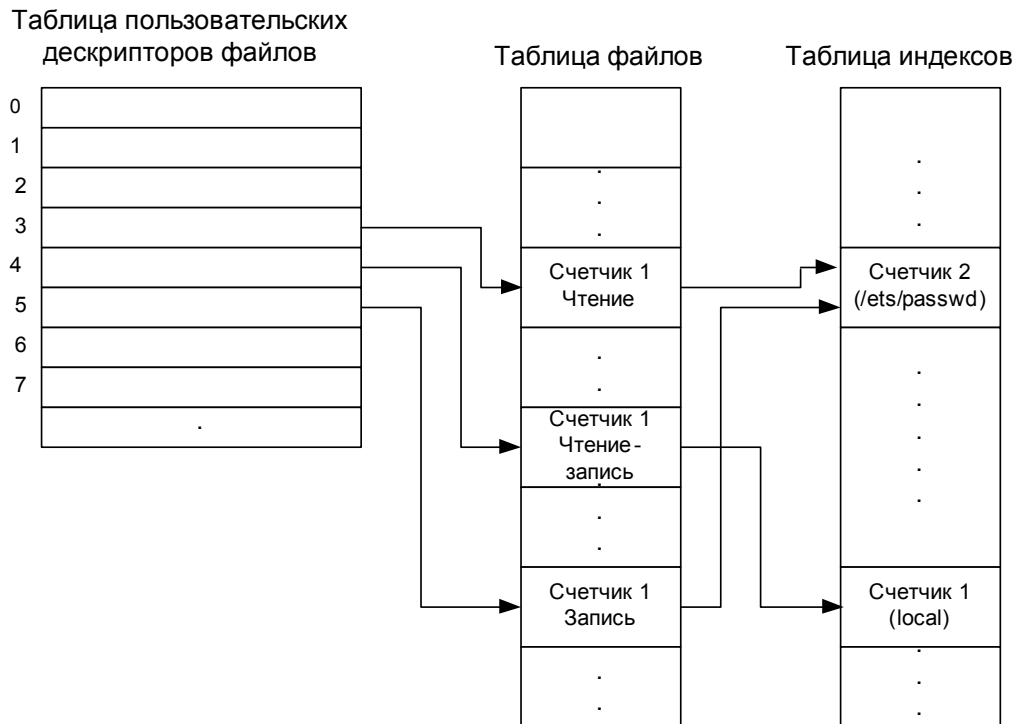 Таблица пользовательских
дескрипторов файлов
0
1
2
3
4
5
6
7
Таблица файлов
Счетчик 1
Чтение
Счетчик 1
Чтение-
запись
Счетчик 1
Запись
Таблица индексов
Счетчик 2
(/ets/passwd)
Счетчик 1
(local)